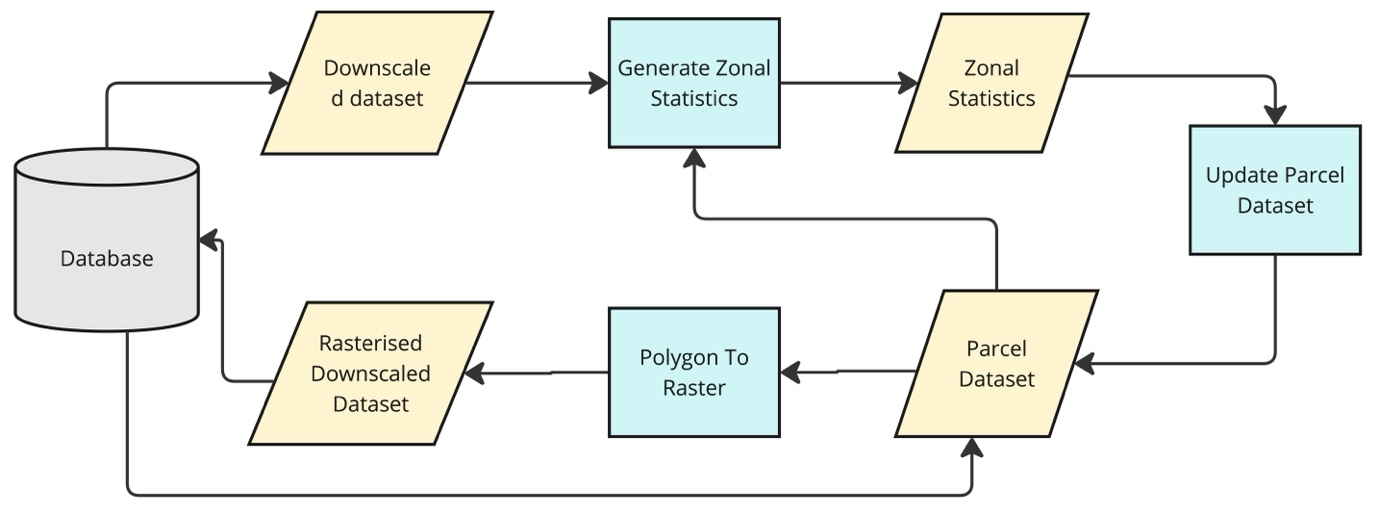 Downscale
d dataset
Generate Zonal
Statistics
Zonal
Statistics
Update Parcel
Dataset
Database
Rasterised
Downscaled
Dataset
Polygon To
Raster
Parcel
Dataset